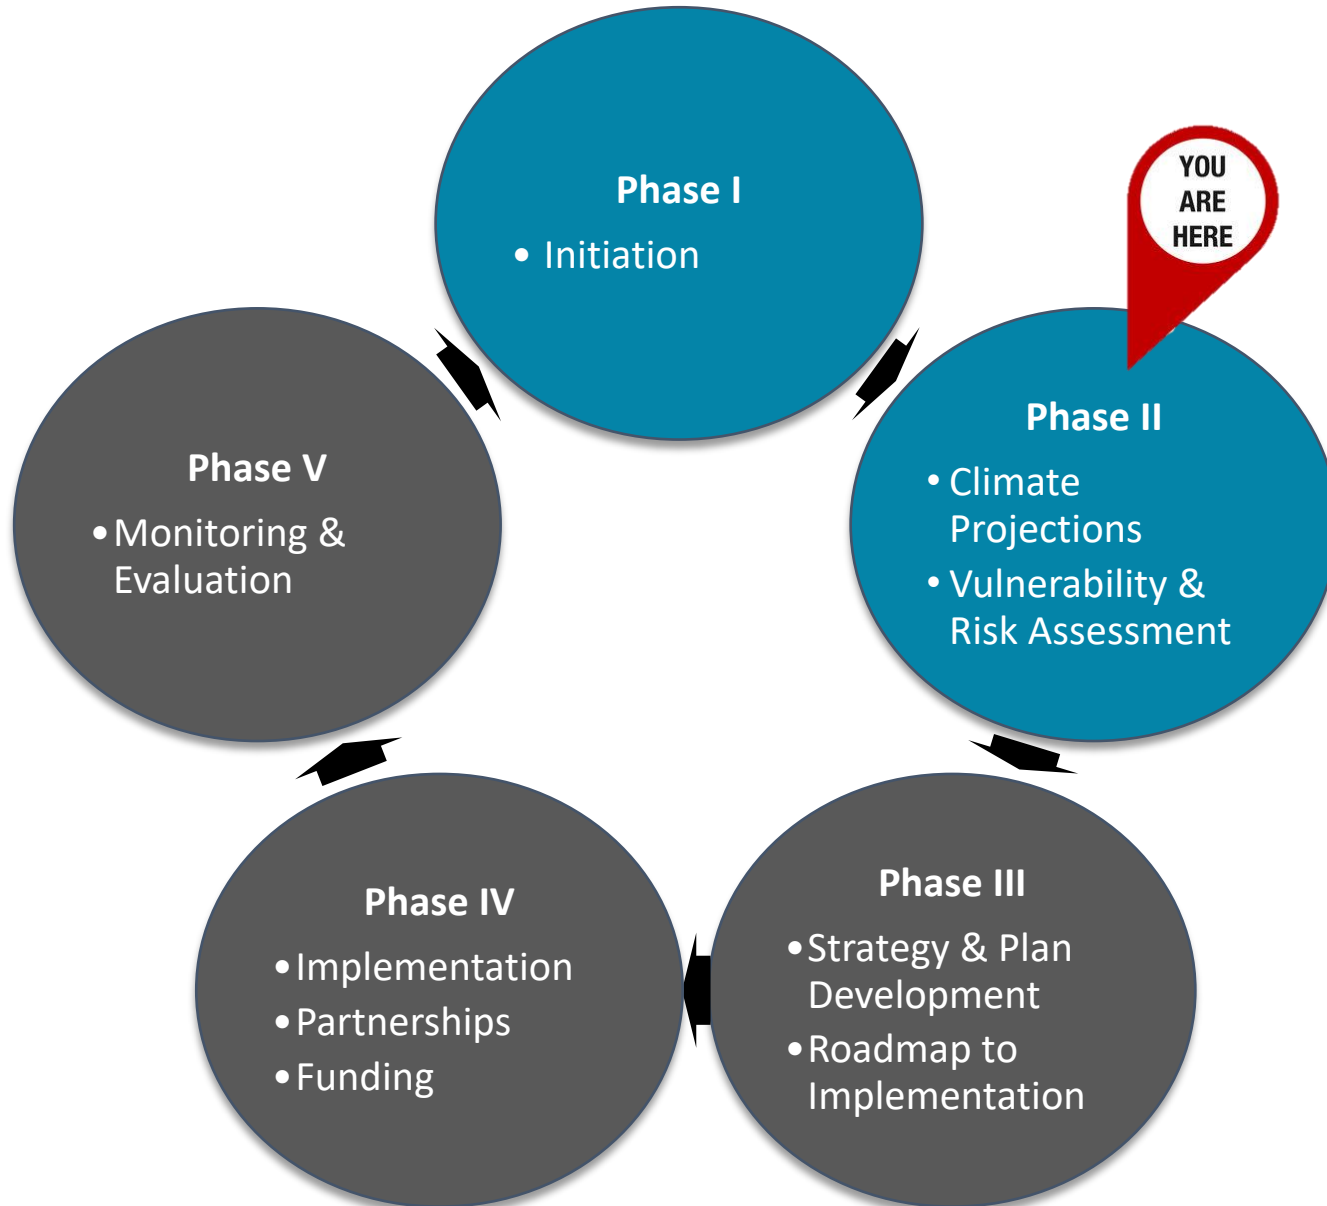 Phase I
• Initiation
YOU
ARE
HERE
Phase II
• Climate
Projections
• Vulnerability &
Risk Assessment
Phase III
• Strategy & Plan
Development
• Roadmap to
Implementation
Phase IV
• Implementation
• Partnerships
• Funding
Phase V
• Monitoring &
Evaluation